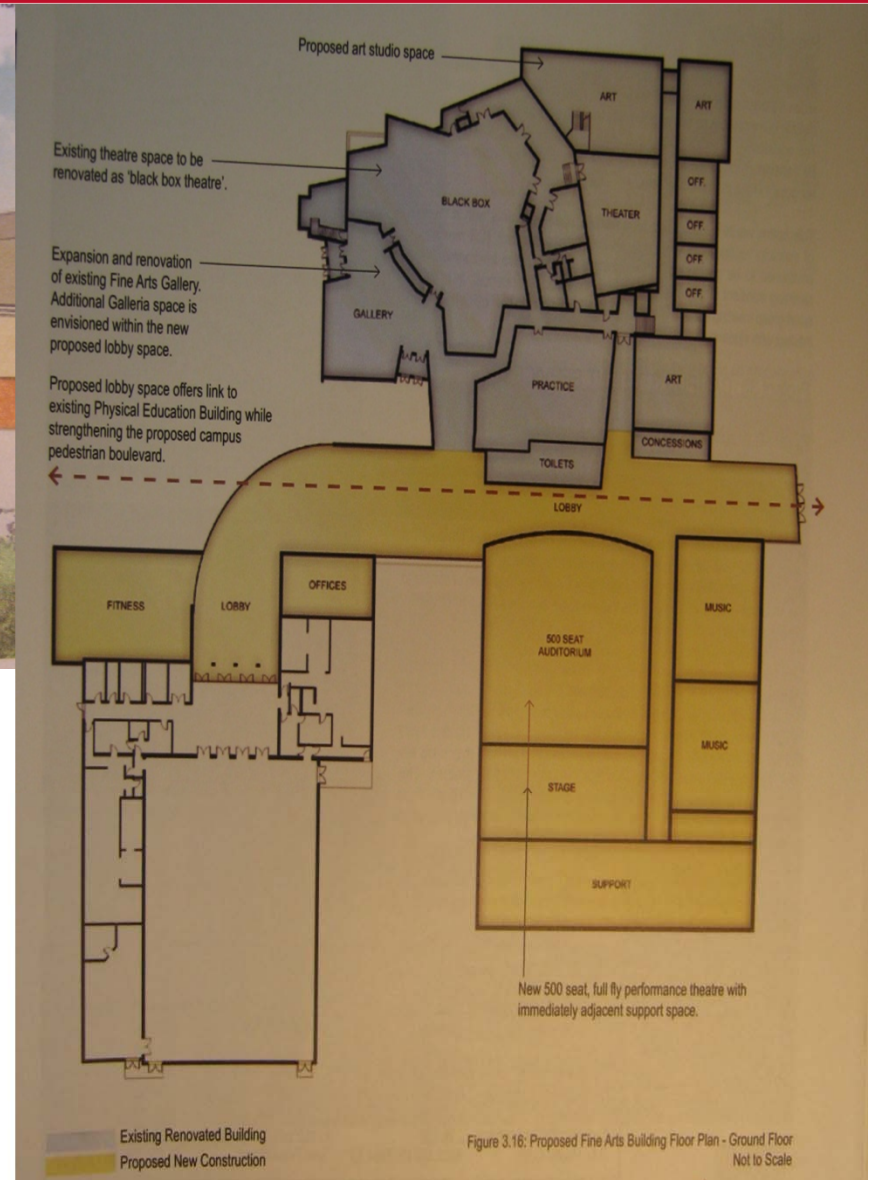 Proposed art studio space
ART
ART
Existing theatre space to be
renovated as 'black box theatre'.
OFF.
BLACK BOX
THEATER
OFF.
Expansion and renovation
of existing Fine Arts Gallery.
Additional Galleria space is
envisioned within the new
proposed lobby space.
OFF
OFF.
GALLERY
Proposed lobby space offers link to
existing Physical Education Building while
strengthening the proposed campus
pedestrian boulevard.
PRACTICE
ART
CONCESSIONS
TOILETS
LOBBY
FITNESS
LOBBY
OFFICES
MUSIC
500 SEAT
AUDITORIUM
MUSIC
STAGE
SUPPORT
New 500 seat, full fly performance theatre with
immediately adjacent support space.
Existing Renovated Building
Proposed New Construction
Figure 3.16: Proposed Fine Arts Building Floor Plan - Ground Floor
Not to Scale